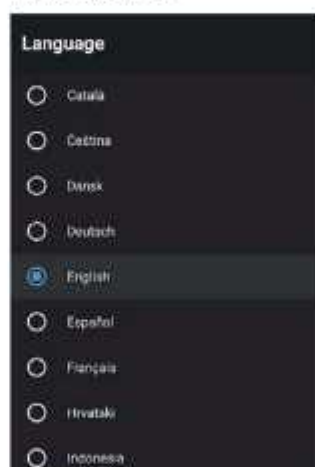 Language
Català
Čeština
Dansk
Deutsch
English
Español
Français
Hrvatski
Indonesia